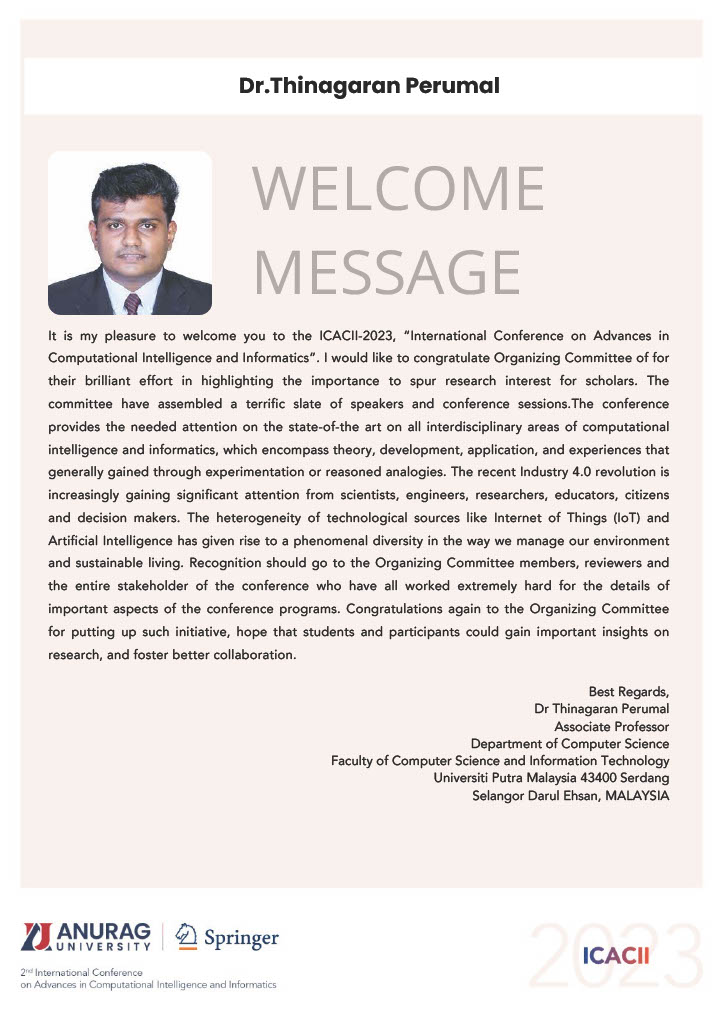 Dr.Thinagaran Perumal
WELCOME
MESSAGE
It is my pleasure to welcome you to the ICACII-2023, “International Conference on Advances in
Computational Intelligence and Informatics”. I would like to congratulate Organizing Committee of for
their brilliant effort in highlighting the importance to spur research interest for scholars. The
committee have assembled a terrific slate of speakers and conference sessions.The conference
provides the needed attention on the state-of-the art on all interdisciplinary areas of computational
intelligence and informatics, which encompass theory, development, application, and experiences that
generally gained through experimentation or reasoned analogies. The recent Industry 4.0 revolution is
increasingly gaining significant attention from scientists, engineers, researchers, educators, citizens
and decision makers. The heterogeneity of technological sources like Internet of Things (IoT) and
Artificial Intelligence has given rise to a phenomenal diversity in the way we manage our environment
and sustainable living. Recognition should go to the Organizing Committee members, reviewers and
the entire stakeholder of the conference who have all worked extremely hard for the details of
important aspects of the conference programs. Congratulations again to the Organizing Committee
for putting up such initiative, hope that students and participants could gain important insights on
research, and foster better collaboration.
Best Regards,
Dr Thinagaran Perumal
Associate Professor
Department of Computer Science
Faculty of Computer Science and Information Technology
Universiti Putra Malaysia 43400 Serdang
Selangor Darul Ehsan, MALAYSIA
ANURAG
UNIVERSITY
Springer
2nd International Conference
on Advances in Computational Intelligence and Informatics
2023
ICACII